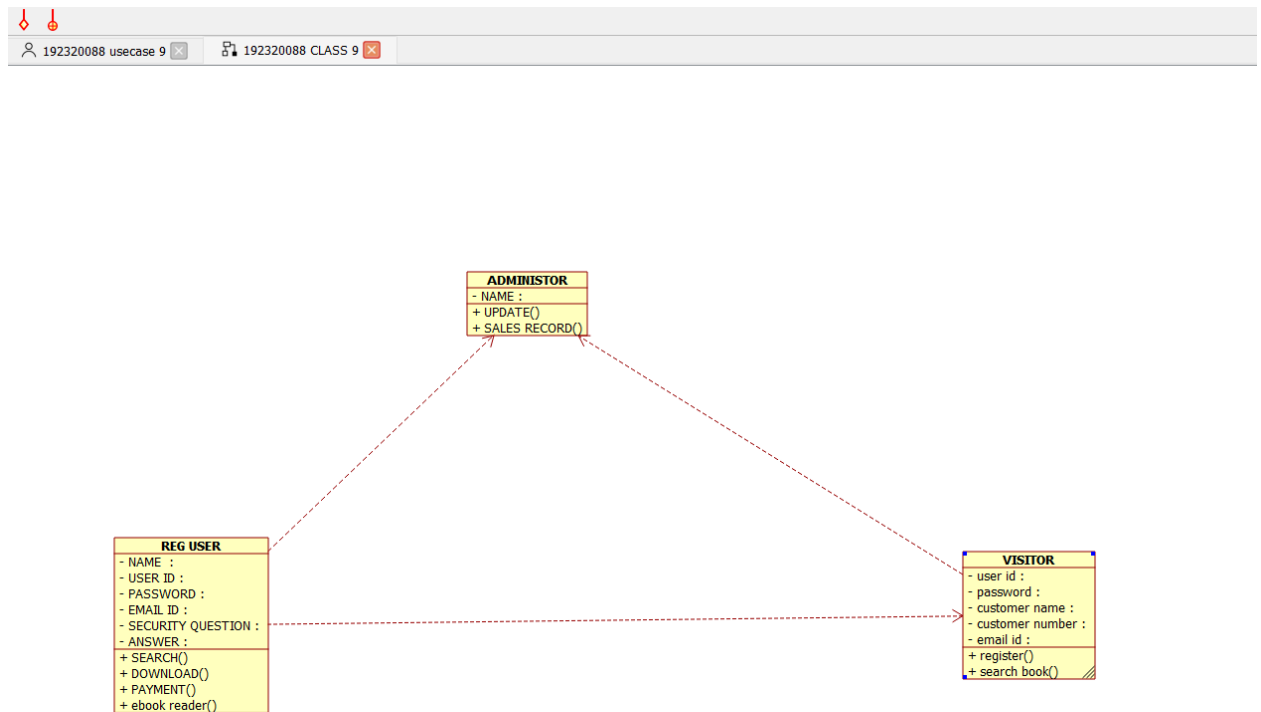 192320088 usecase 9
192320088 CLASS 9
ADMINISTOR
- NAME :
+ UPDATE()
+ SALES RECORD()
REG USER
- NAME :
- USER ID :
- PASSWORD :
- EMAIL ID :
- SECURITY QUESTION :
- ANSWER :
+ SEARCH()
+ DOWNLOAD()
+ PAYMENT()
+ ebook reader()
VISITOR
- user id :
- password :
- customer name :
- customer number :
- email id :
+ register()
+ search book()